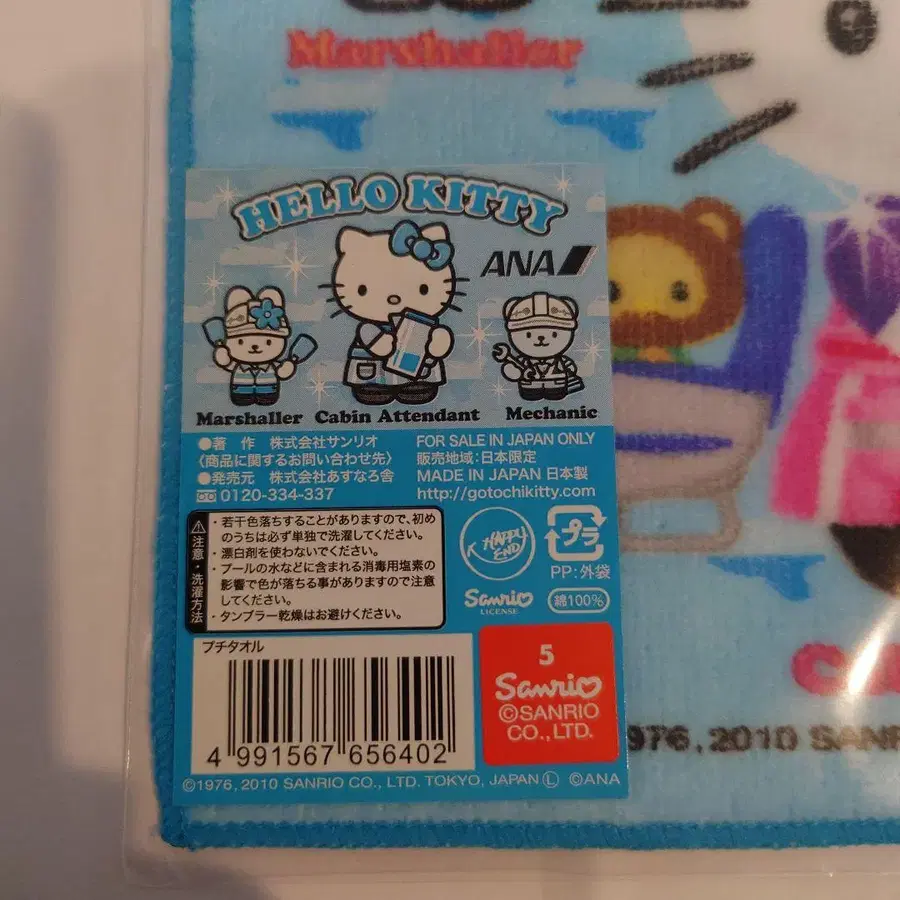 Marshaller
HELLO KITTY
ANA
Marshaller Cabin Attendant Mechanic
●著 作 株式会社サンリオ
〈商品に関するお問い合わせ先〉
●発売元 株式会社あすなろ舎
0120-334-337
FOR SALE IN JAPAN ONLY
販売地域:日本限定
MADE IN JAPAN 日本製
http://gotochikitty.com
注意・洗濯方法
・若干色落ちすることがありますので、初め
のうちは必ず単独で洗濯してください。
・漂白剤を使わないでください。
・プールの水などに含まれる消毒用塩素の
影響で色が落ちる事がありますので注意
してください。
・タンブラー乾燥はお避けください。
HAPPY
END
プラ
PP:外袋
Sanrio
LICENSE
綿100%
プチタオル
4 991567 656402
5
Sanrio
©SANRIO
CO., LTD.
©1976, 2010 SANRIO CO., LTD. TOKYO, JAPAN Ⓛ ©ANA
976, 2010 SANR